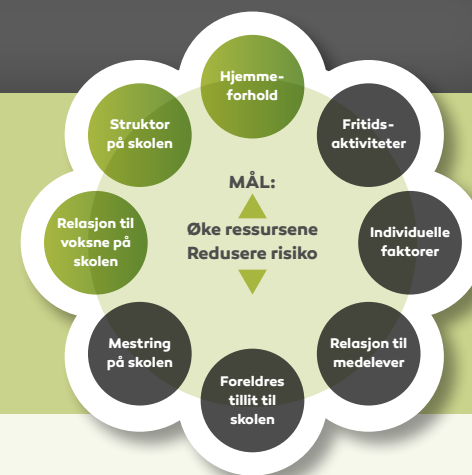 Hjemme-
forhold
Fritids-
aktiviteter
Individuelle
faktorer
Relasjon til
medelever
Foreldres
tillit til
skolen
Mestring
på skolen
Relasjon til
voksne på
skolen
Struktor
på skolen
MÅL:
Øke ressursene
Redusere risiko